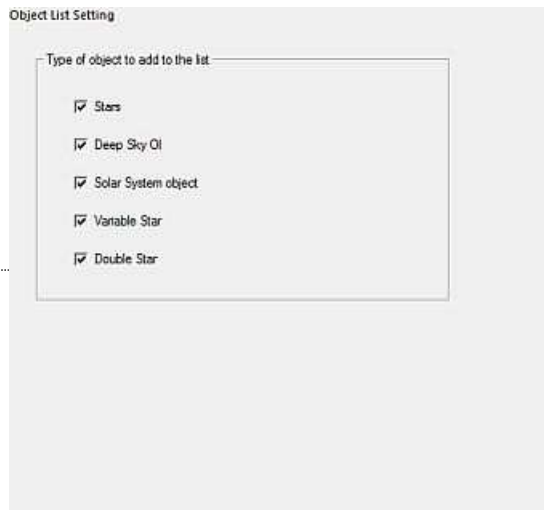 Object List Setting
Type of object to add to the list
Stars
Deep Sky Ol
Solar System object
Variable Star
Double Star